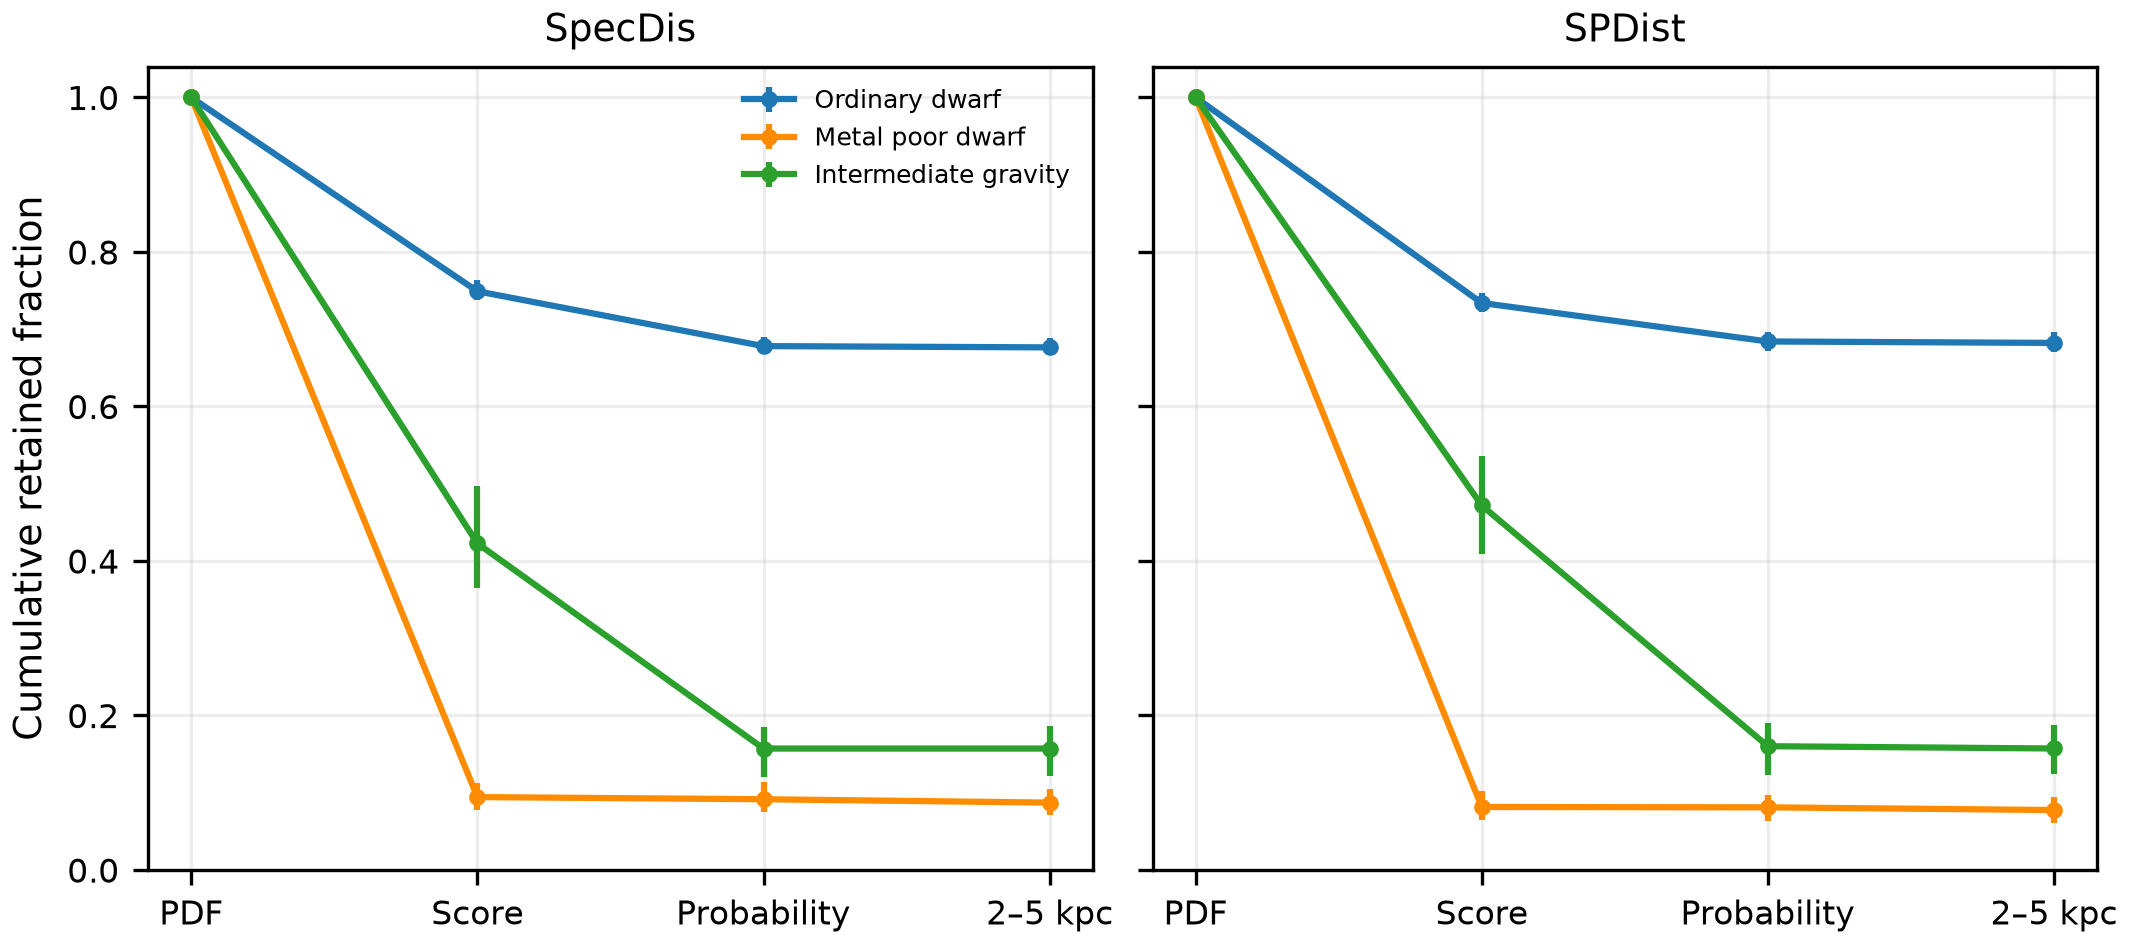 SpecDis
SPDist
Cumulative retained fraction
1.0
0.8
0.6
0.4
0.2
0.0
Ordinary dwarf
Metal poor dwarf
Intermediate gravity
PDF
Score
Probability
2–5 kpc
PDF
Score
Probability
2–5 kpc